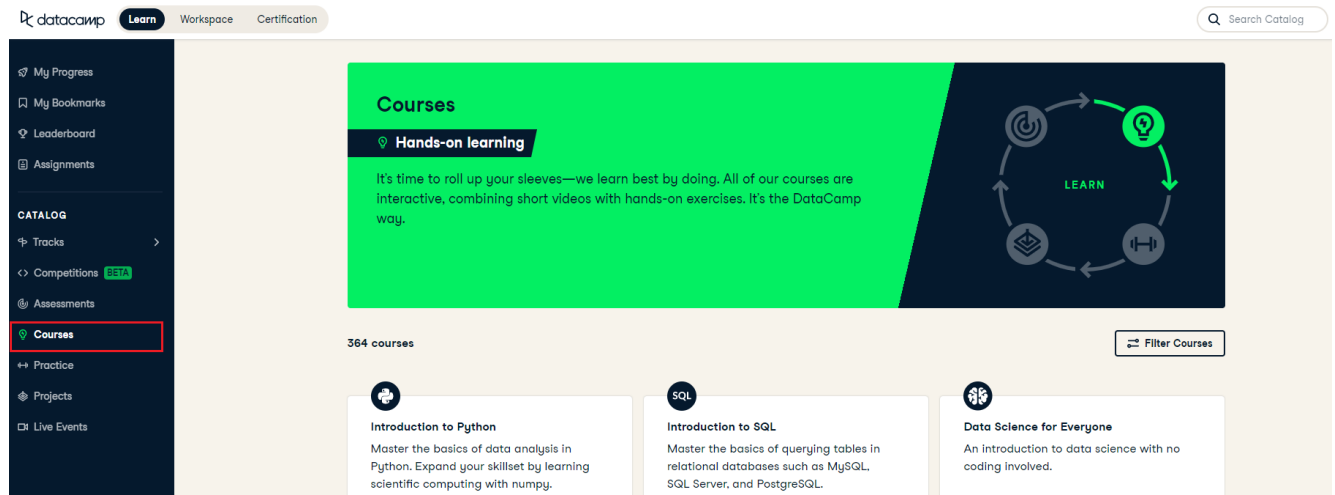 datacamp
Learn
Workspace
Certification
Search Catalog
My Progress
My Bookmarks
Leaderboard
Assignments
CATALOG
Tracks
Competitions BETA
Assessments
Courses
Practice
Projects
Live Events
Courses
Hands-on learning
It's time to roll up your sleeves—we learn best by doing. All of our courses are
interactive, combining short videos with hands-on exercises. It's the DataCamp
way.
LEARN
364 courses
Filter Courses
Introduction to Python
Master the basics of data analysis in
Python. Expand your skillset by learning
scientific computing with numpy.
SQL
Introduction to SQL
Master the basics of querying tables in
relational databases such as MySQL,
SQL Server, and PostgreSQL.
Data Science for Everyone
An introduction to data science with no
coding involved.